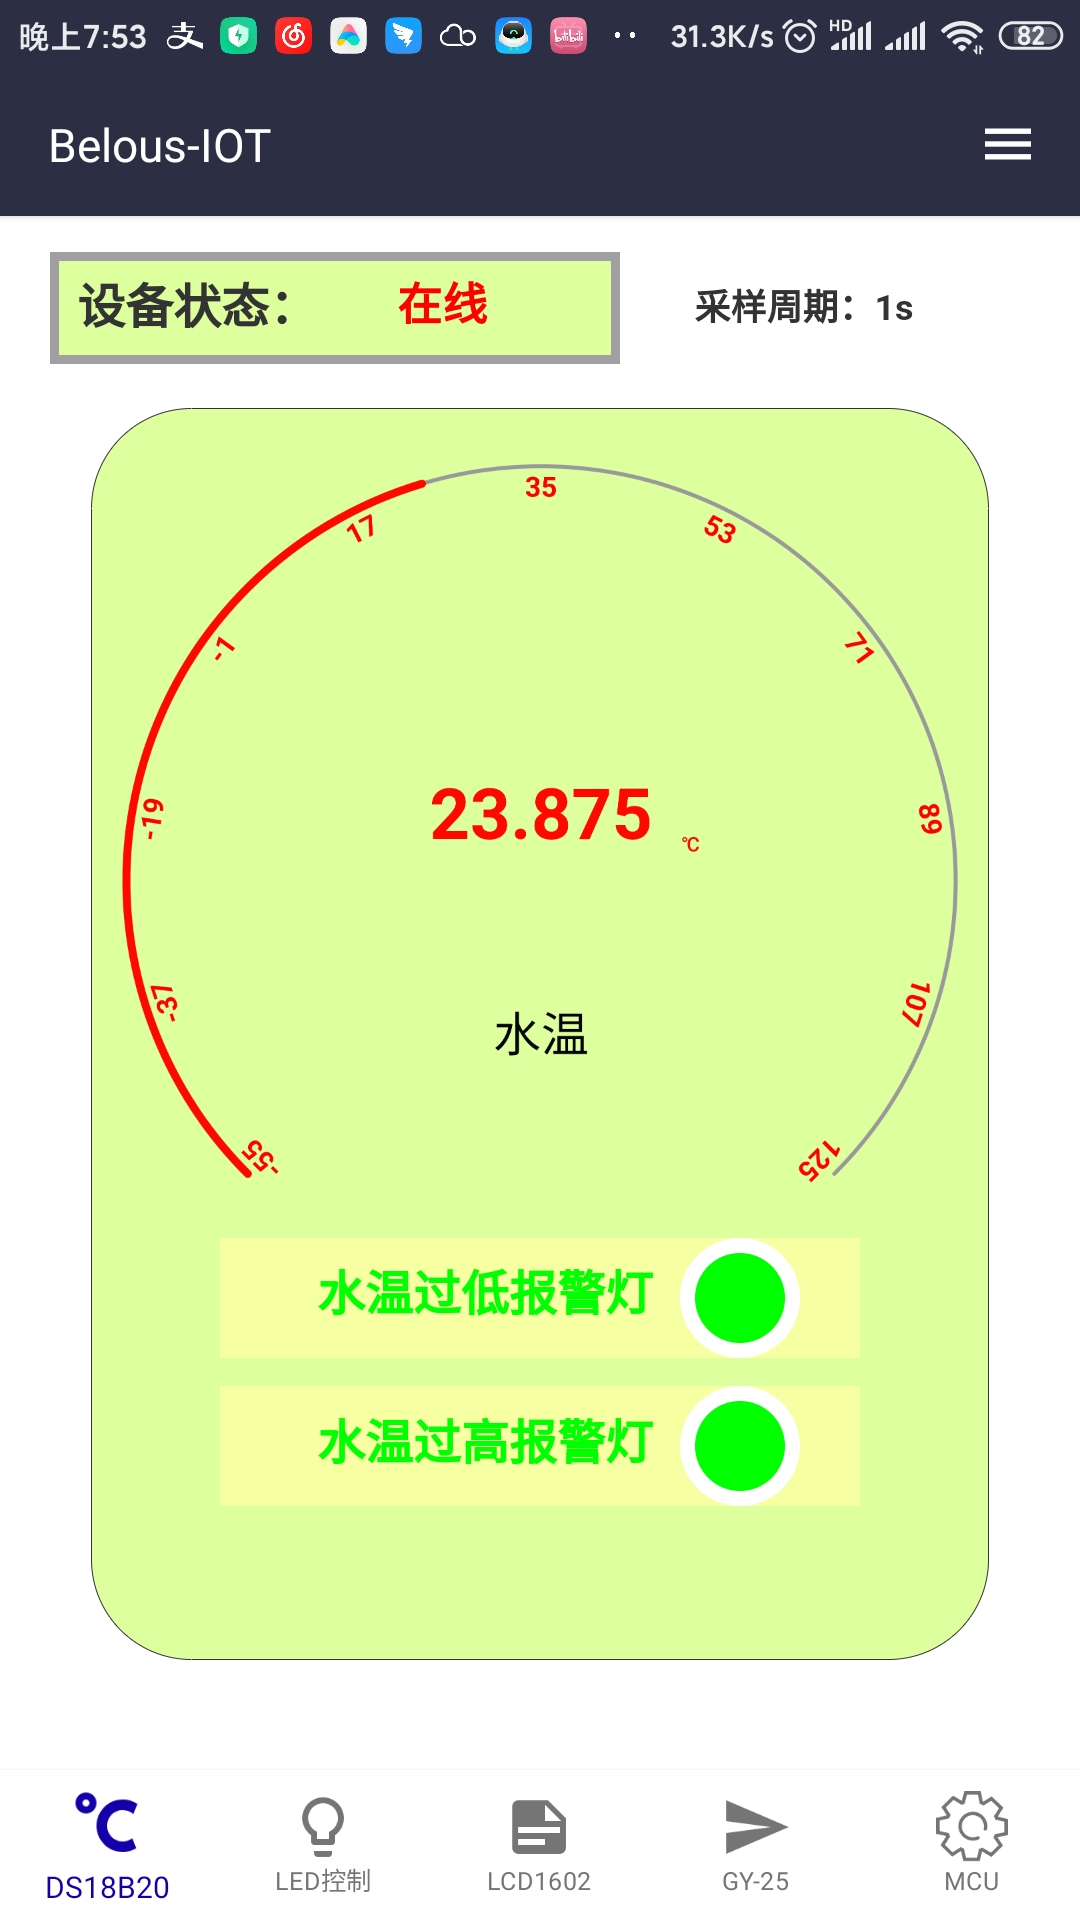 晚上7:53 支 bilibili 31.3K/s HD 82
Belous-IOT
设备状态： 在线 采样周期：1s
35
17 53
-1 71
-19 89
23.875 ℃
-37 107
水温
-55 125
水温过低报警灯
水温过高报警灯
℃
DS18B20 LED控制 LCD1602 GY-25 MCU